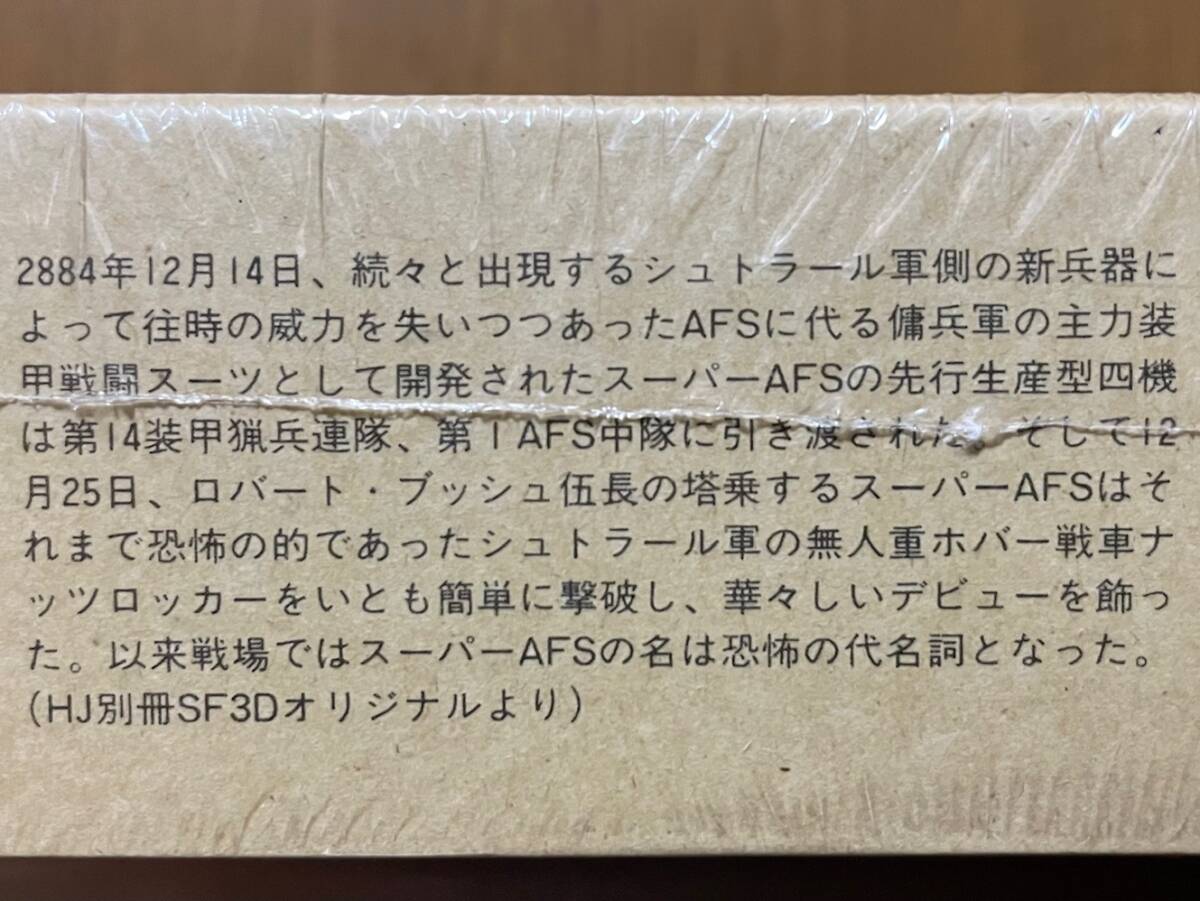 2884年12月14日、続々と出現するシュトラール軍側の新兵器に
よって往時の威力を失いつつあったAFSに代る傭兵軍の主力装
甲戦闘スーツとして開発されたスーパーAFSの先行生産型四機
は第14装甲猟兵連隊、第1AFS中隊に引き渡された。そして12
月25日、ロバート・ブッシュ伍長の塔乗するスーパーAFSはそ
れまで恐怖の的であったシュトラール軍の無人重ホバー戦車ナ
ッツロッカーをいとも簡単に撃破し、華々しいデビューを飾っ
た。以来戦場ではスーパーAFSの名は恐怖の代名詞となった。
(HJ別冊SF3Dオリジナルより)